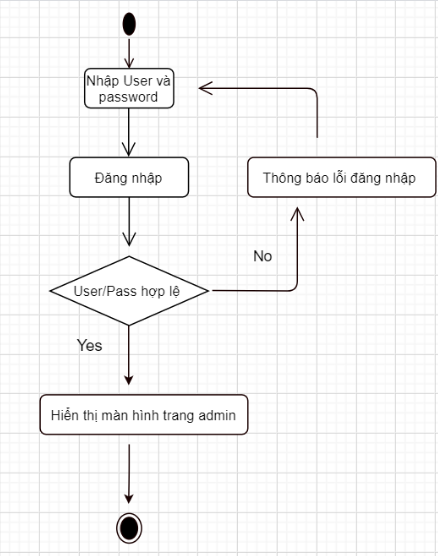 Nhập User và
password
Đăng nhập
Thông báo lỗi đăng nhập
No
User/Pass hợp lệ
Yes
Hiển thị màn hình trang admin